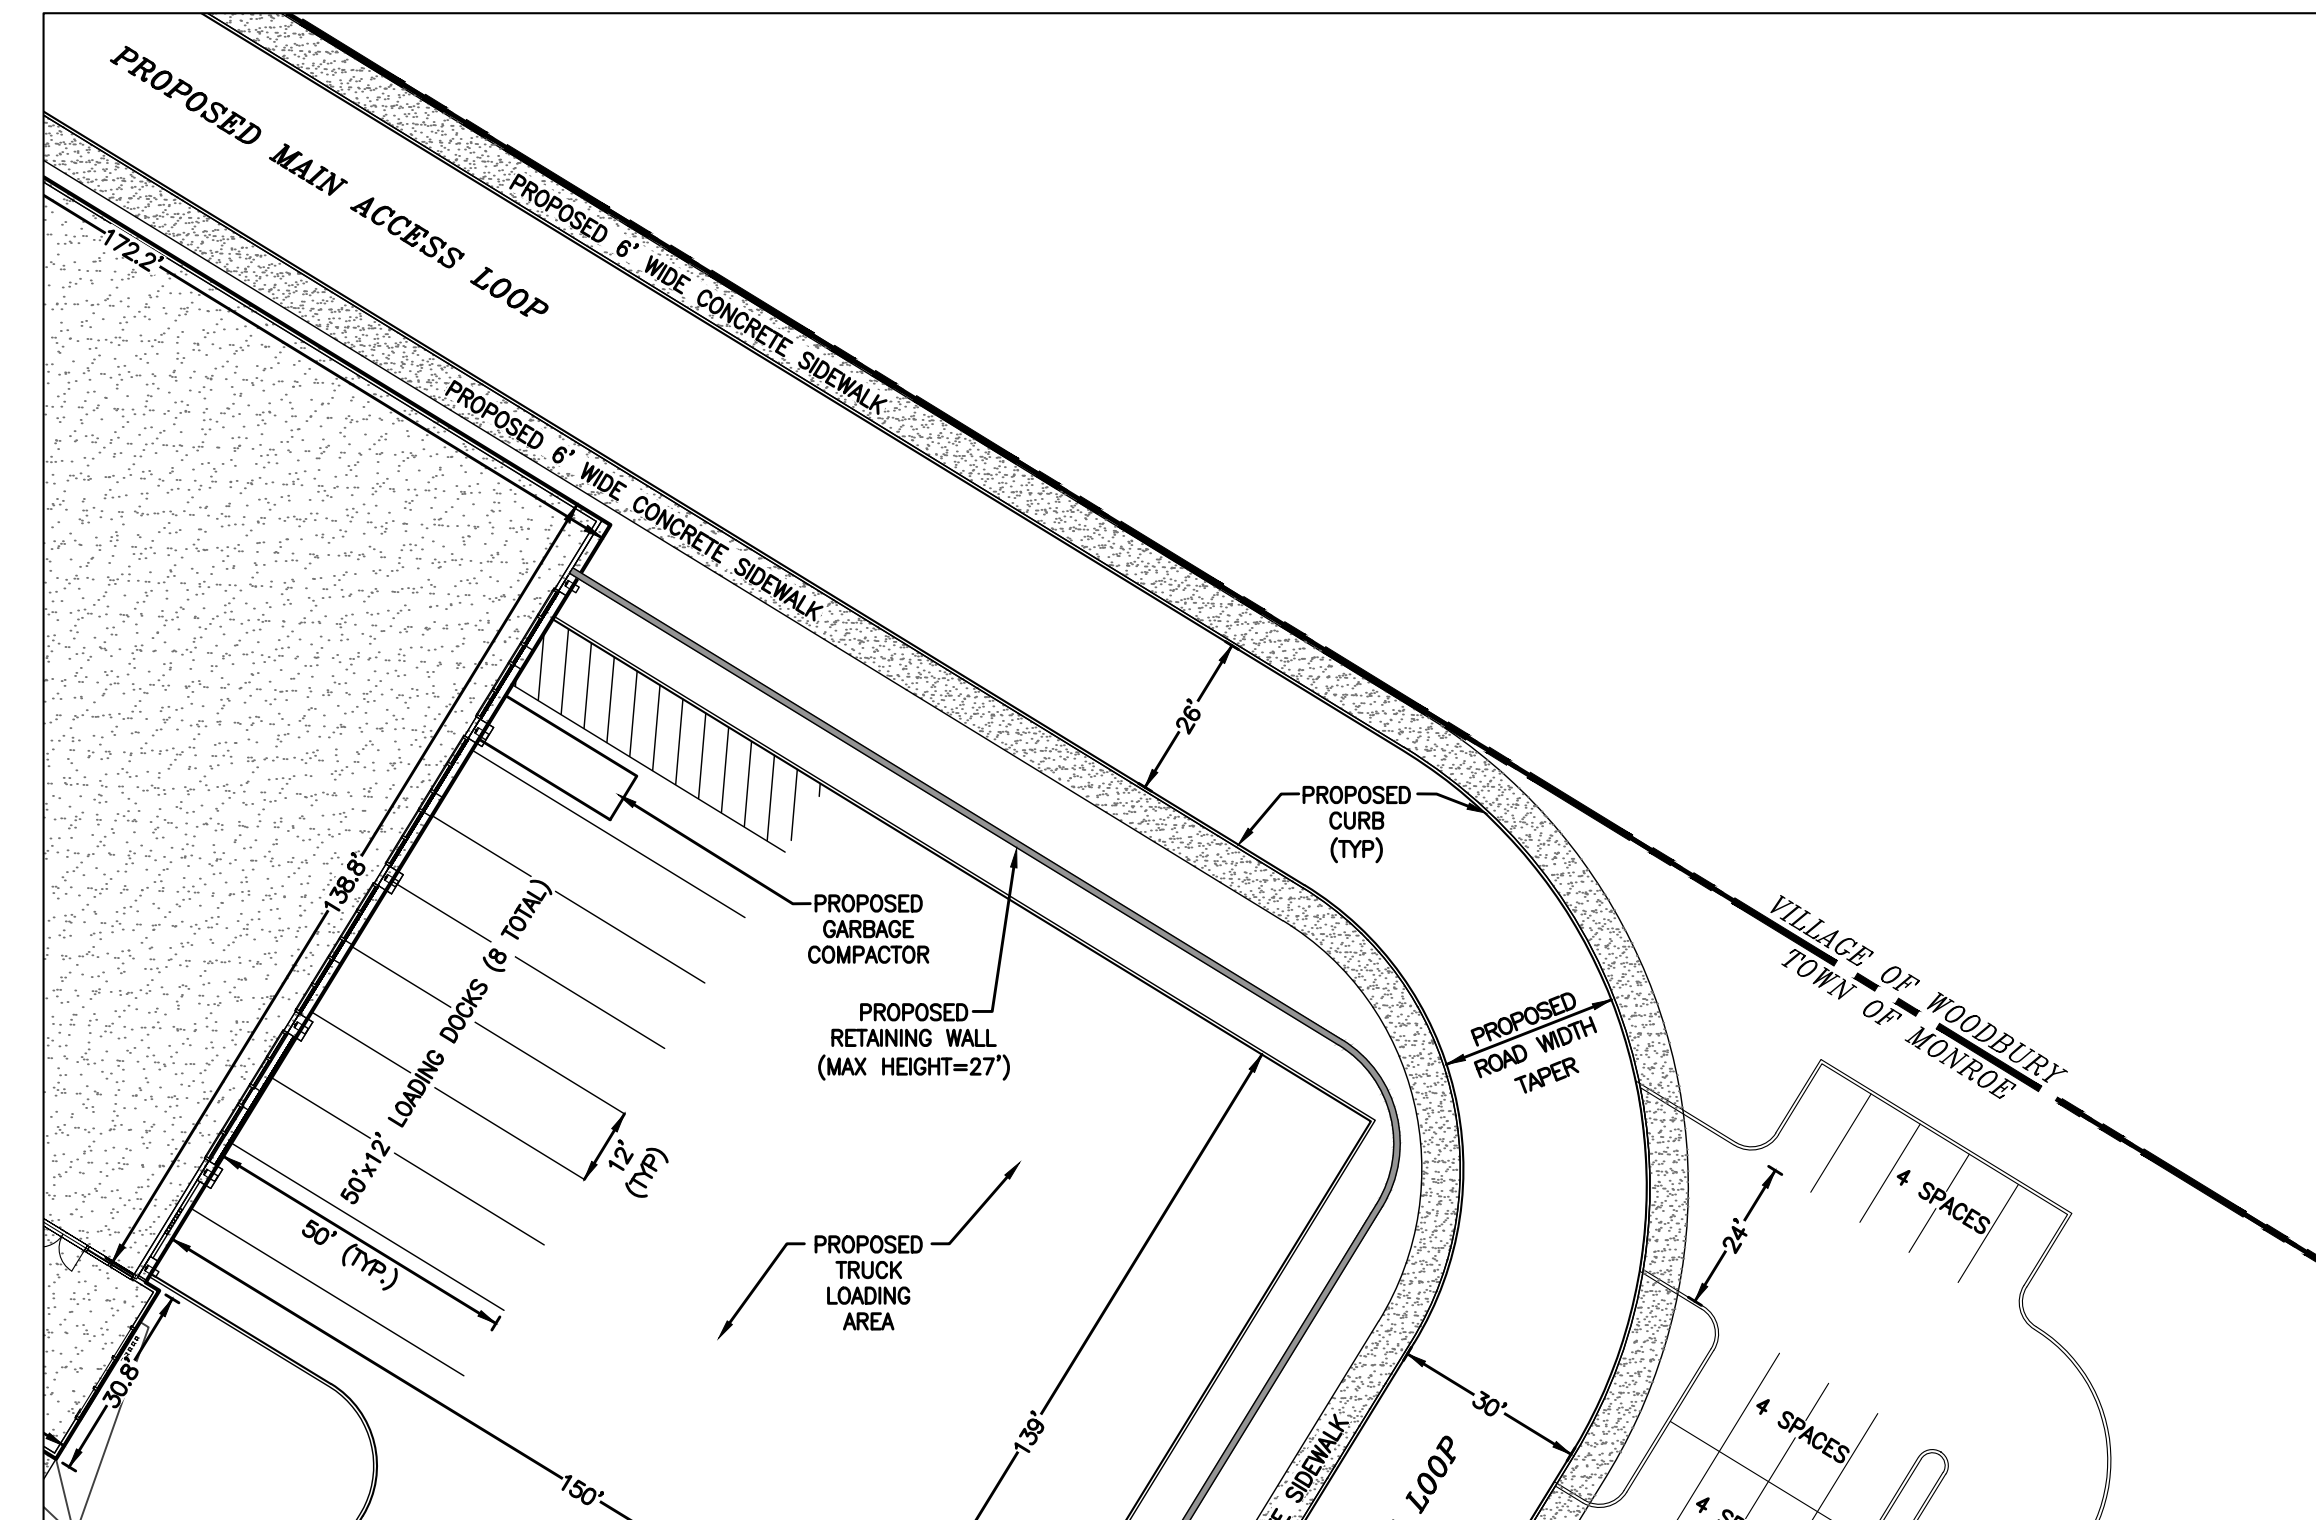 PROPOSED MAIN ACCESS LOOP
PROPOSED 6' WIDE CONCRETE SIDEWALK
172.2'
PROPOSED 6' WIDE CONCRETE SIDEWALK
26'
PROPOSED
CURB
(TYP)
138.8'
PROPOSED
GARBAGE
COMPACTOR
50'x12' LOADING DOCKS (8 TOTAL)
VILLAGE OF WOODBURY
TOWN OF MONROE
PROPOSED
RETAINING WALL
(MAX HEIGHT=27')
PROPOSED
ROAD WIDTH
TAPER
12'
(TYP)
4 SPACES
24'
50' (TYP.)
PROPOSED
TRUCK
LOADING
AREA
30.8'
139'
30'
4 SPACES
SIDEWALK
LOOP
150'
4